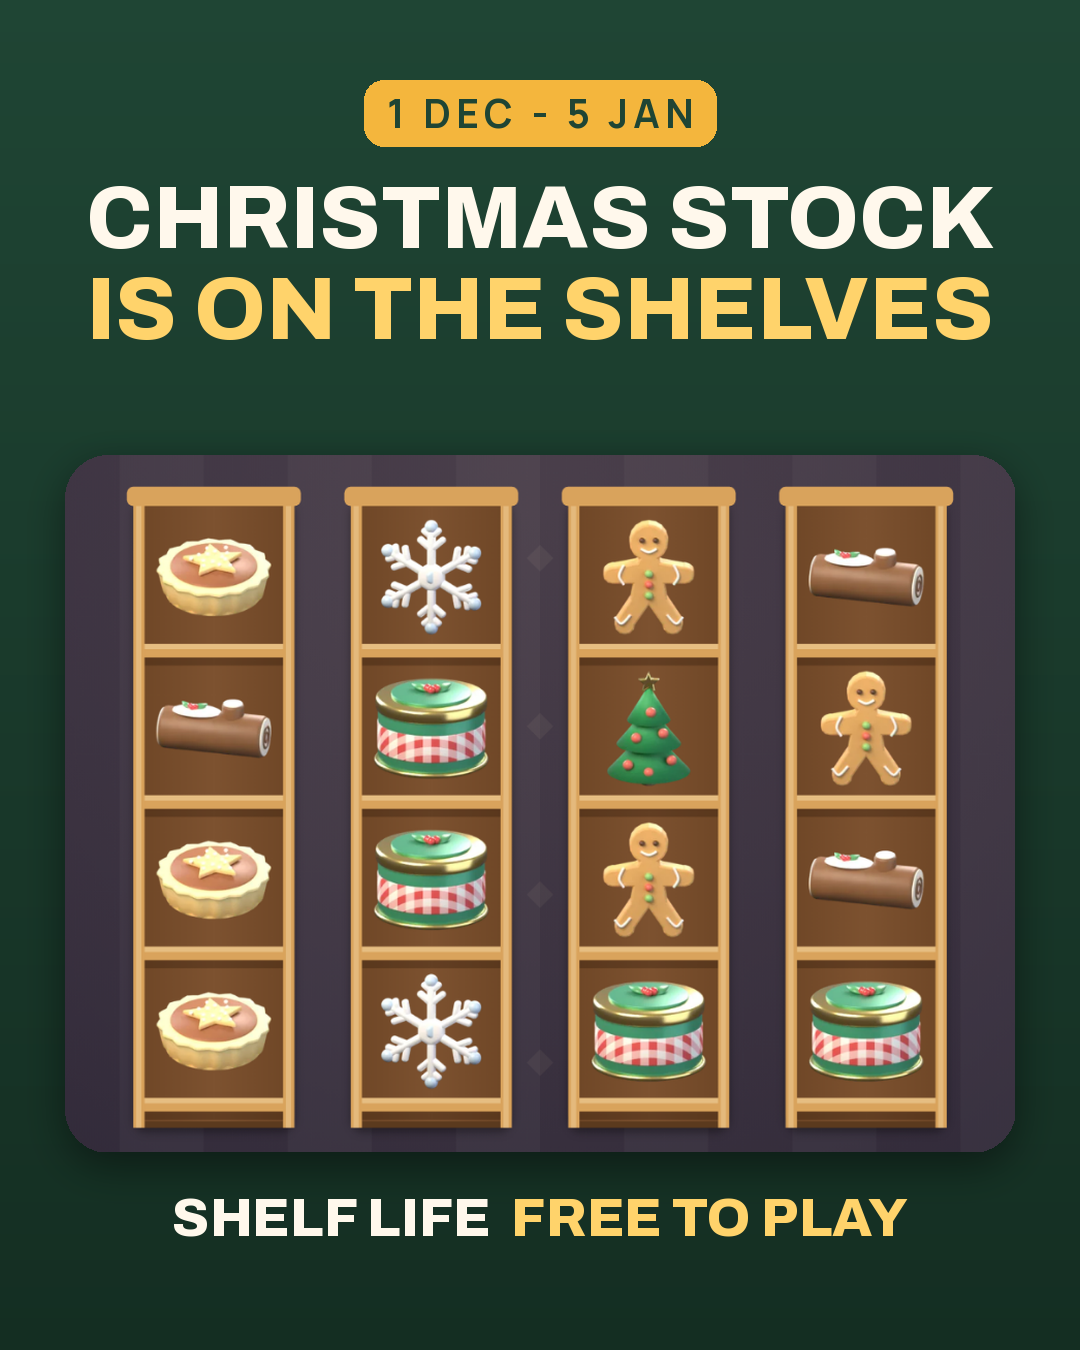 1 DEC - 5 JAN
CHRISTMAS STOCK
IS ON THE SHELVES
SHELF LIFE FREE TO PLAY